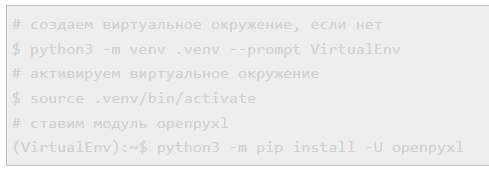 # создаем виртуальное окружение, если нет
$ python3 -m venv .venv --prompt VirtualEnv
# активируем виртуальное окружение
$ source .venv/bin/activate
# ставим модуль openpyxl
(VirtualEnv):~$ python3 -m pip install -U openpyxl